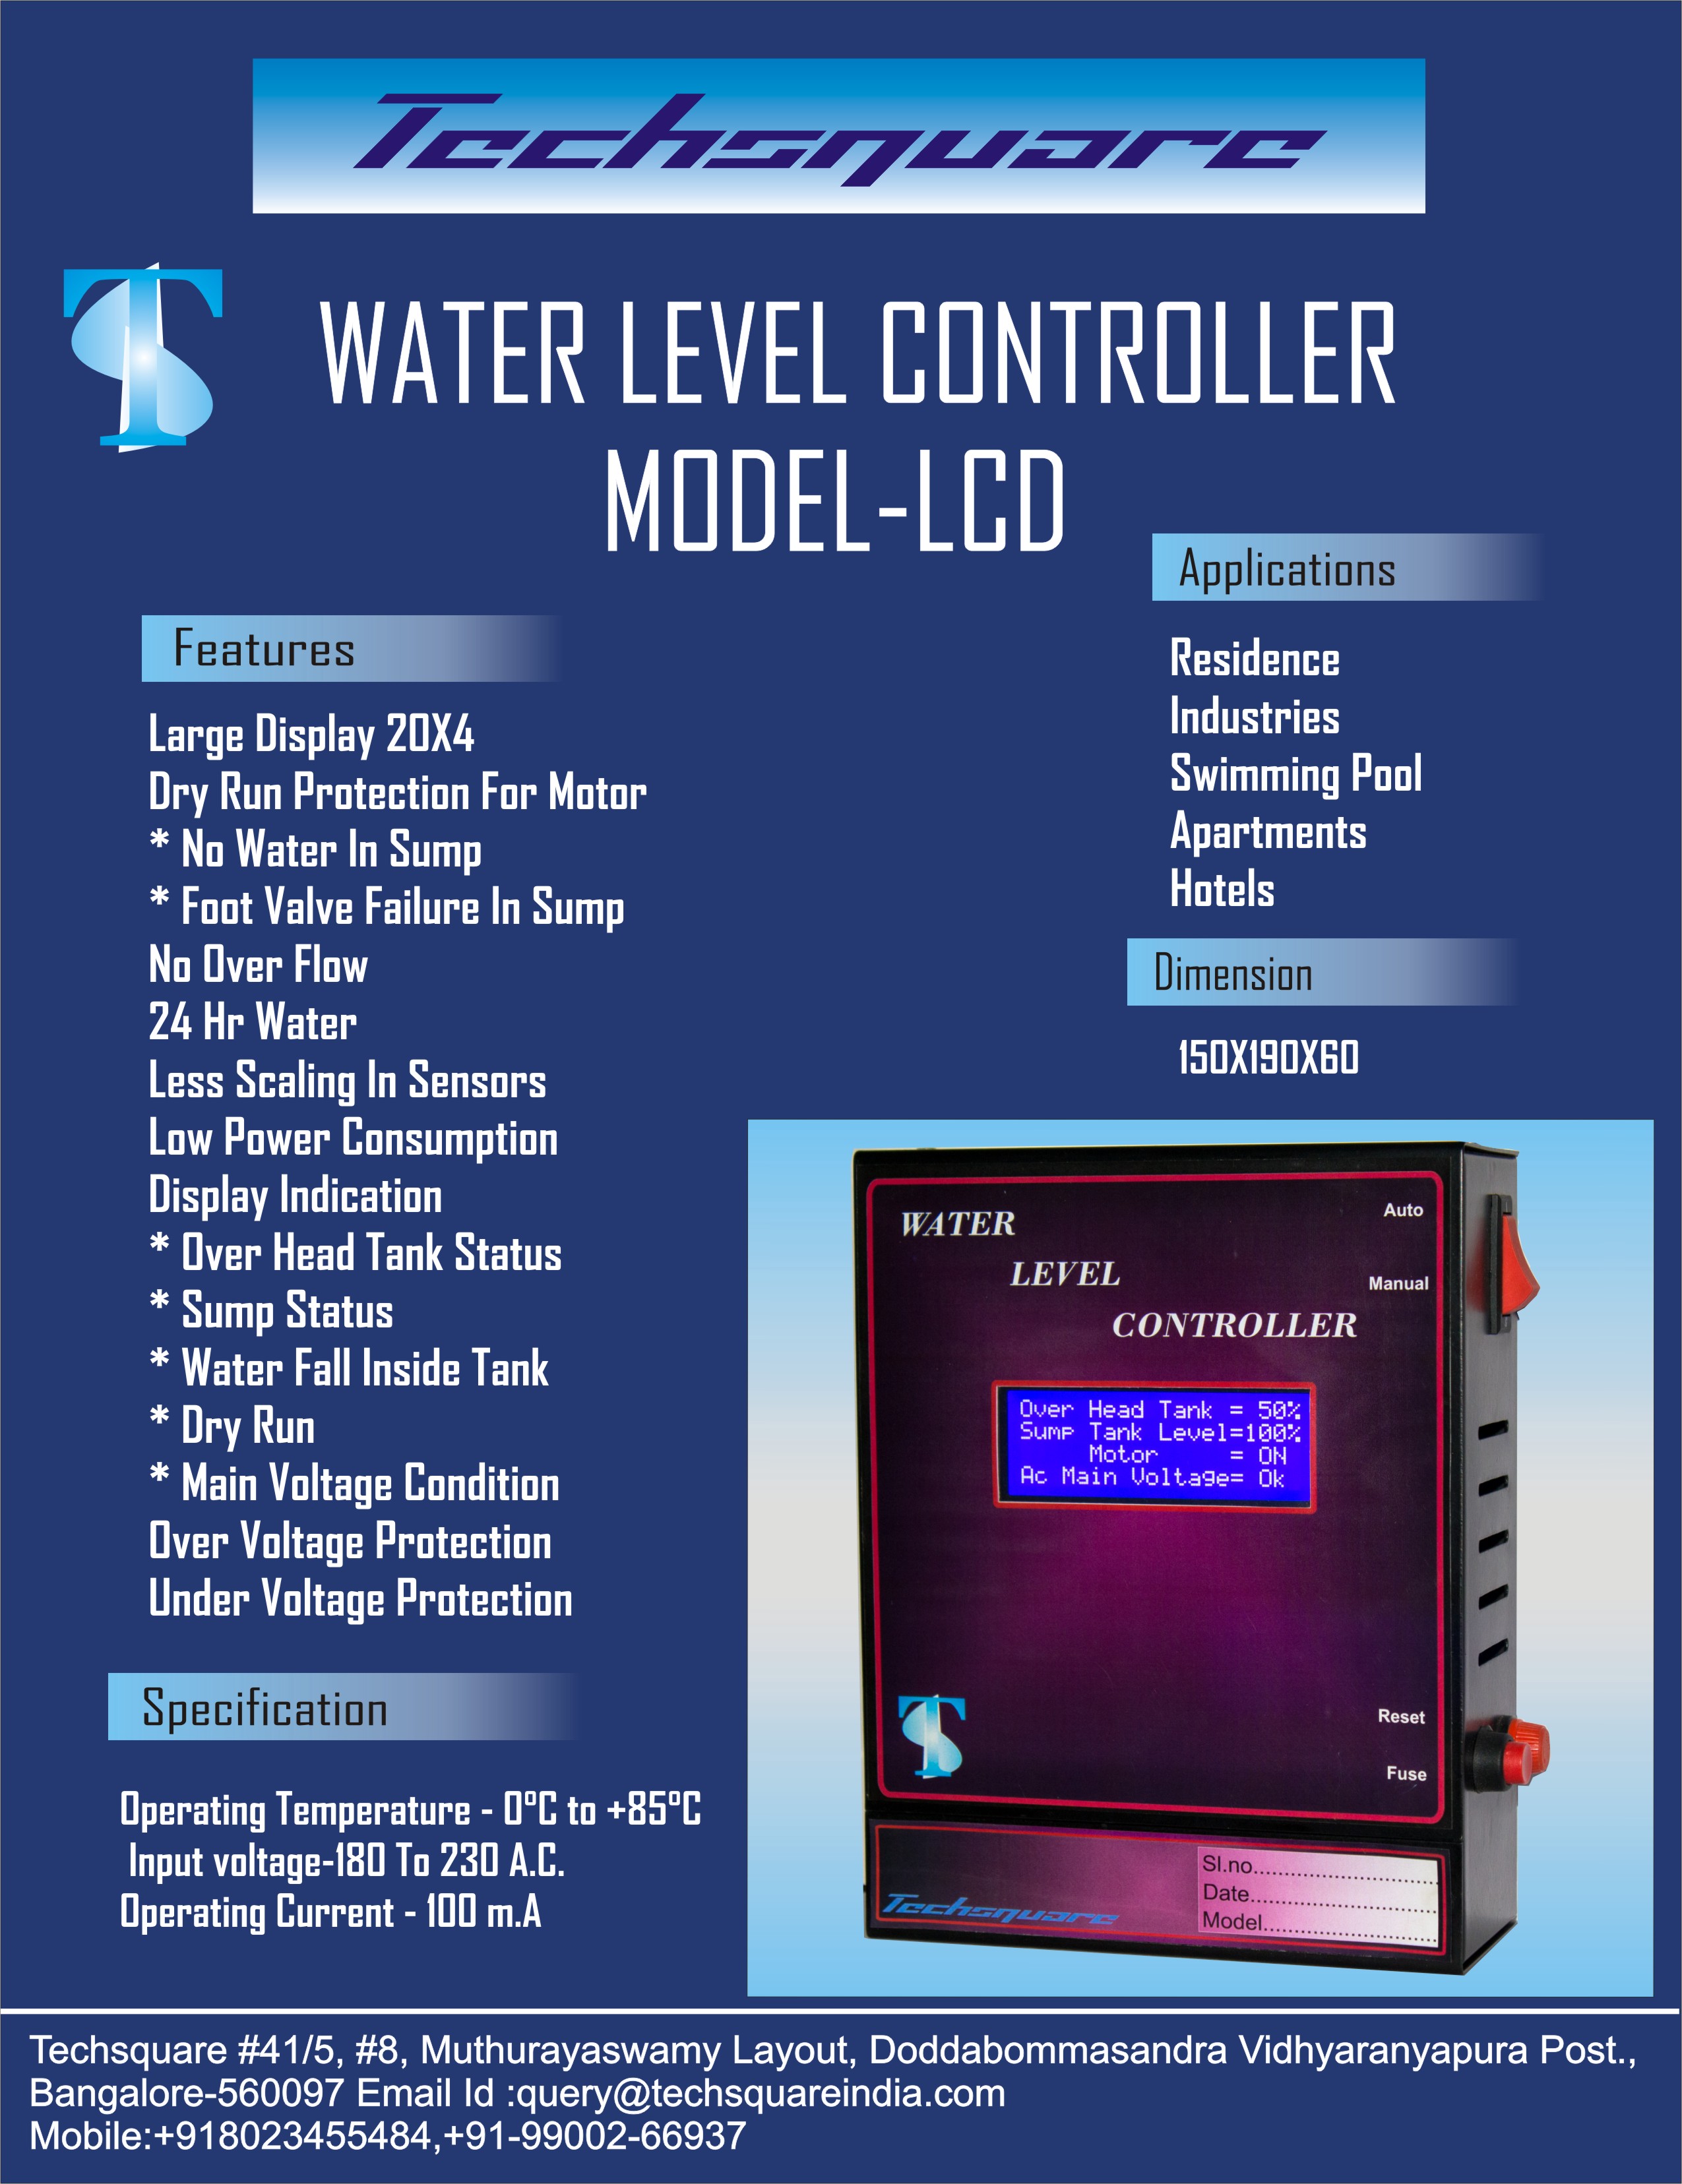 Techsquare
WATER LEVEL CONTROLLER
MODEL-LCD
Features
Large Display 20X4
Dry Run Protection For Motor
* No Water In Sump
* Foot Valve Failure In Sump
No Over Flow
24 Hr Water
Less Scaling In Sensors
Low Power Consumption
Display Indication
* Over Head Tank Status
* Sump Status
* Water Fall Inside Tank
* Dry Run
* Main Voltage Condition
Over Voltage Protection
Under Voltage Protection
Specification
Operating Temperature - 0°C to +85°C
Input voltage-180 To 230 A.C.
Operating Current - 100 m.A
Applications
Residence
Industries
Swimming Pool
Apartments
Hotels
Dimension
150X190X60
WATER
LEVEL
CONTROLLER
Auto
Manual
Over Head Tank = 50%
Sump Tank Level=100%
Motor = ON
Ac Main Voltage= Ok
Reset
Fuse
TS
Techsquare
Sl.no..............................
Date..............................
Model............................
Techsquare #41/5, #8, Muthurayaswamy Layout, Doddabommasandra Vidhyaranyapura Post.,
Bangalore-560097 Email Id :query@techsquareindia.com
Mobile:+918023455484,+91-99002-66937